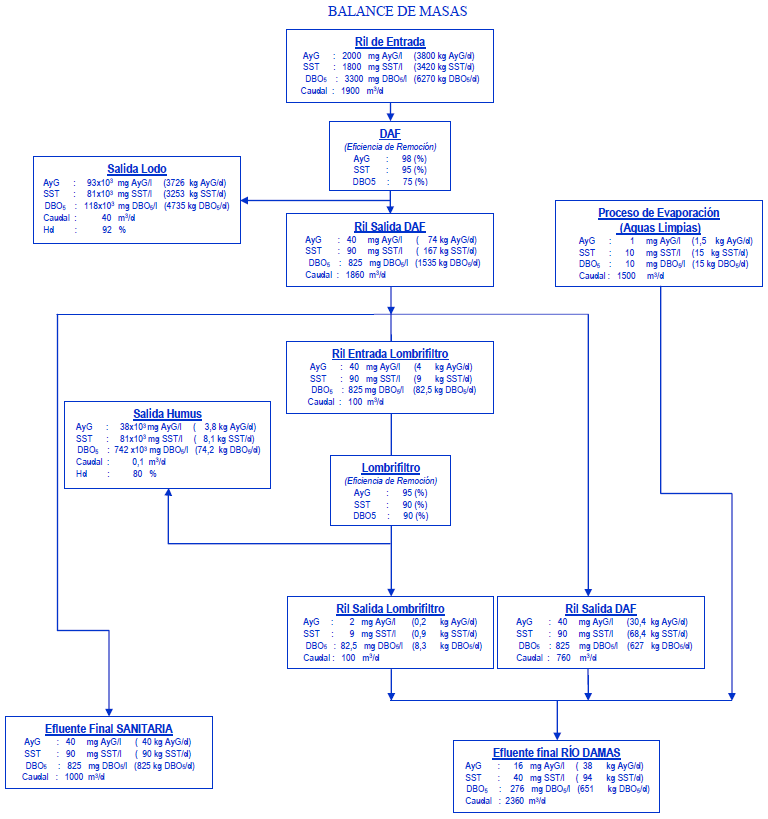 BALANCE DE MASAS
Ril de Entrada
AyG : 2000 mg AyG/l (3800 kg AyG/d)
SST : 1800 mg SST/l (3420 kg SST/d)
DBO₅ : 3300 mg DBO₅/l (6270 kg DBO₅/d)
Caudal : 1900 m³/d
DAF
(Eficiencia de Remoción)
AyG : 98 (%)
SST : 95 (%)
DBO5 : 75 (%)
Salida Lodo
AyG : 93x10³ mg AyG/l (3726 kg AyG/d)
SST : 81x10³ mg SST/l (3253 kg SST/d)
DBO₅ : 118x10³ mg DBO₅/l (4735 kg DBO₅/d)
Caudal : 40 m³/d
Hd : 92 %
Ril Salida DAF
AyG : 40 mg AyG/l ( 74 kg AyG/d)
SST : 90 mg SST/l ( 167 kg SST/d)
DBO₅ : 825 mg DBO₅/l (1535 kg DBO₅/d)
Caudal : 1860 m³/d
Proceso de Evaporación
(Aguas Limpias)
AyG : 1 mg AyG/l (1,5 kg AyG/d)
SST : 10 mg SST/l (15 kg SST/d)
DBO₅ : 10 mg DBO₅/l (15 kg DBO₅/d)
Caudal : 1500 m³/d
Ril Entrada Lombrifiltro
AyG : 40 mg AyG/l (4 kg AyG/d)
SST : 90 mg SST/l (9 kg SST/d)
DBO₅ : 825 mg DBO₅/l (82,5 kg DBO₅/d)
Caudal : 100 m³/d
Salida Humus
AyG : 38x10³ mg AyG/l ( 3,8 kg AyG/d)
SST : 81x10³ mg SST/l ( 8,1 kg SST/d)
DBO₅ : 742 x10³ mg DBO₅/l (74,2 kg DBO₅/d)
Caudal : 0,1 m³/d
Hd : 80 %
Lombrifiltro
(Eficiencia de Remoción)
AyG : 95 (%)
SST : 90 (%)
DBO5 : 90 (%)
Ril Salida Lombrifiltro
AyG : 2 mg AyG/l (0,2 kg AyG/d)
SST : 9 mg SST/l (0,9 kg SST/d)
DBO₅ : 82,5 mg DBO₅/l (8,3 kg DBO₅/d)
Caudal : 100 m³/d
Ril Salida DAF
AyG : 40 mg AyG/l (30,4 kg AyG/d)
SST : 90 mg SST/l (68,4 kg SST/d)
DBO₅ : 825 mg DBO₅/l (627 kg DBO₅/d)
Caudal : 760 m³/d
Efluente Final SANITARIA
AyG : 40 mg AyG/l ( 40 kg AyG/d)
SST : 90 mg SST/l ( 90 kg SST/d)
DBO₅ : 825 mg DBO₅/l (825 kg DBO₅/d)
Caudal : 1000 m³/d
Efluente final RÍO DAMAS
AyG : 16 mg AyG/l ( 38 kg AyG/d)
SST : 40 mg SST/l ( 94 kg SST/d)
DBO₅ : 276 mg DBO₅/l (651 kg DBO₅/d)
Caudal : 2360 m³/d